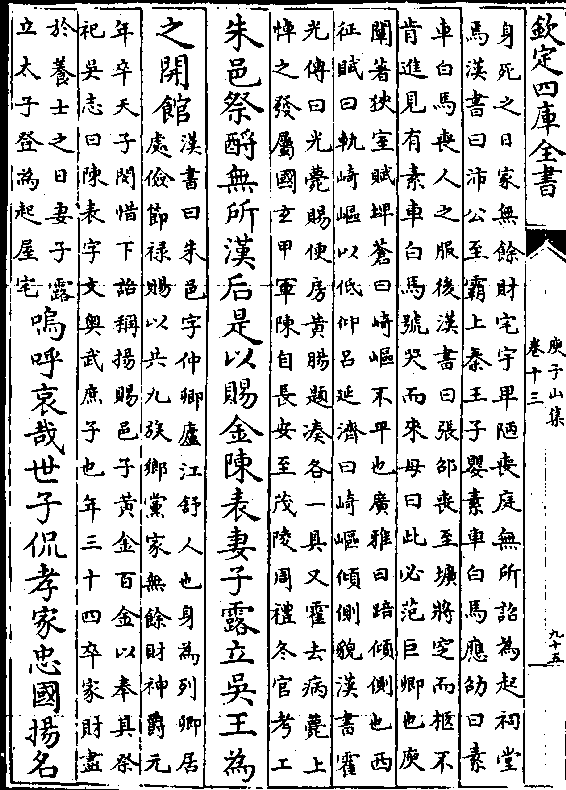 欽定四庫全書
庾子山集
卷十三
九十五
身死之日家無餘財宅宇卑陋喪庭無所詔為起祠堂
馬漢書曰沛公至霸上秦王子嬰素車白馬應劭曰素
車白馬喪人之服後漢書曰張邵喪至壙將窆而柩不
肯進見有素車白馬號哭而來母曰此必范巨卿也庾
闡著狹室賦埤蒼曰崎嶇不平也廣雅曰踦傾側也西
征賦曰軌崎嶇以低仰呂延濟曰崎嶇傾側貌漢書霍
光傳曰光薨賜便房黃腸題湊各一具又霍去病薨上
悼之發屬國玄甲軍陳自長安至茂陵周禮冬官考工
朱邑祭酹無所漢后是以賜金陳表妻子露立吳王為
之開館
漢書曰朱邑字仲卿廬江舒人也身為列卿居
處儉節祿賜以共九族鄉黨家無餘財神爵元
年卒天子閔惜下詔稱揚賜邑子黃金百金以奉其祭
祀吳志曰陳表字文奧武庶子也年三十四卒家財盡
於養士之日妻子露
立太子登為起屋宅
嗚呼哀哉世子侃孝家忠國揚名